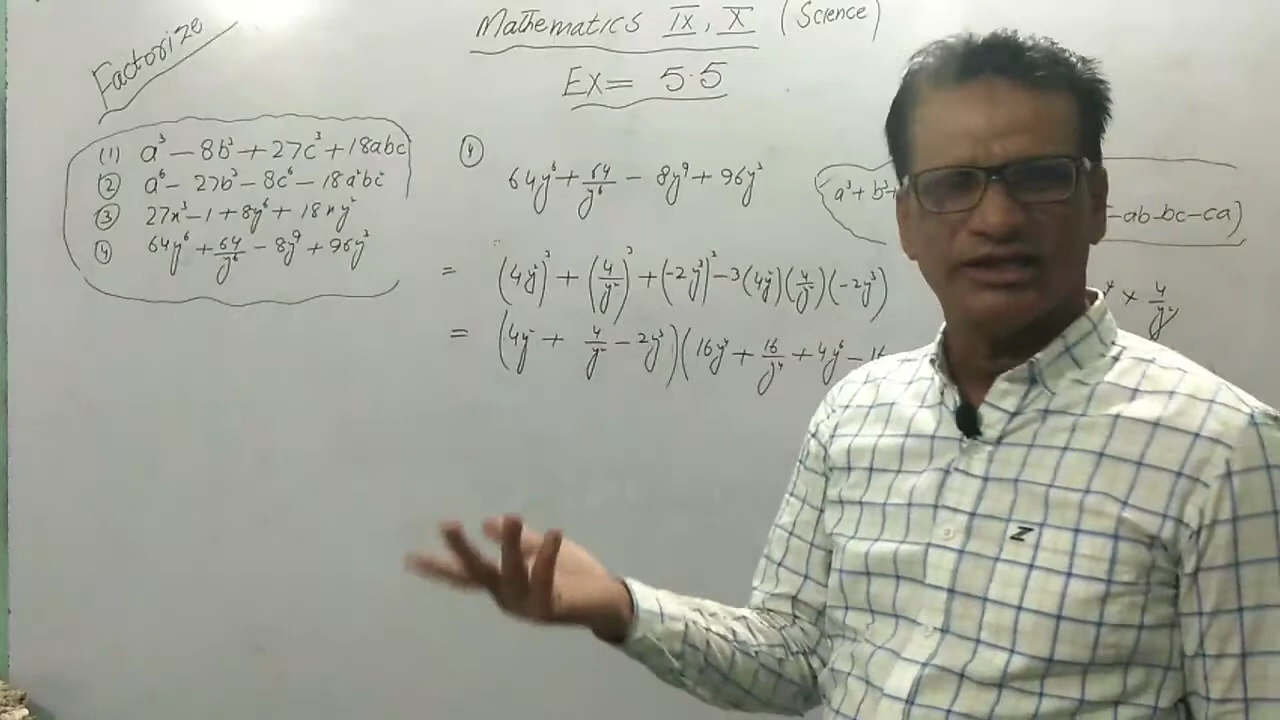 Factorize
Mathematics IX, X (Science)
Ex= 5.5
(1) a³ – 8b³ + 27c³ + 18abc
② a⁶ – 27b³ – 8c⁶ – 18a²bc²
③ 27x³ – 1 + 8y⁶ + 18xy²
④ 64y⁶ + 64/y⁶ – 8y⁹ + 96y³
④
64y⁶ + 64/y⁶ – 8y⁹ + 96y³
= (4y²)³ + (4/y²)³ + (-2y³)³ – 3(4y²)(4/y²)(-2y³)
= (4y² + 4/y² – 2y³)(16y⁴ + 16/y⁴ + 4y⁶ – 16
a³ + b³ +
-ab-bc-ca)
× 4/y²
Z